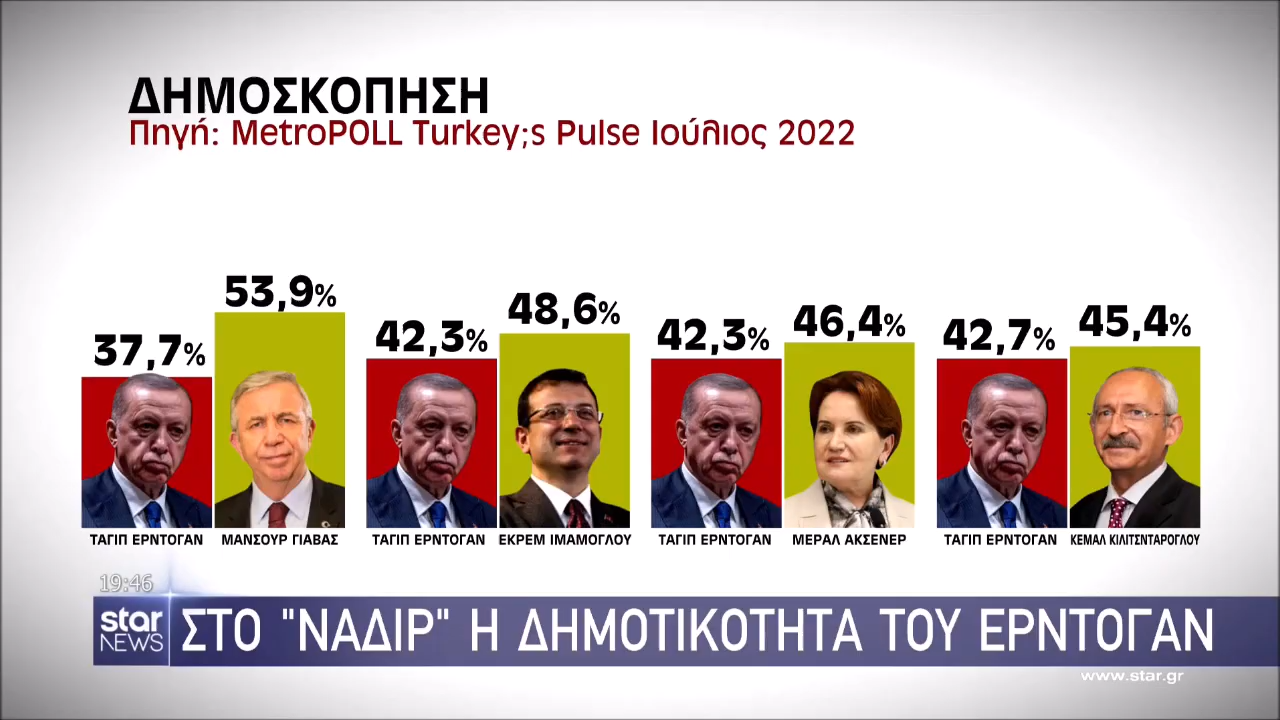 ΔΗΜΟΣΚΟΠΗΣΗ
Πηγή: MetroPOLL Turkey;s Pulse Ιούλιος 2022
37,7% 53,9% 42,3% 48,6% 42,3% 46,4% 42,7% 45,4%
ΤΑΓΙΠ ΕΡΝΤΟΓΑΝ ΜΑΝΣΟΥΡ ΓΙΑΒΑΣ ΤΑΓΙΠ ΕΡΝΤΟΓΑΝ ΕΚΡΕΜ ΙΜΑΜΟΓΛΟΥ ΤΑΓΙΠ ΕΡΝΤΟΓΑΝ ΜΕΡΑΛ ΑΚΣΕΝΕΡ ΤΑΓΙΠ ΕΡΝΤΟΓΑΝ ΚΕΜΑΛ ΚΙΛΙΤΣΝΤΑΡΟΓΛΟΥ
19:46
star
NEWS
ΣΤΟ "ΝΑΔΙΡ" Η ΔΗΜΟΤΙΚΟΤΗΤΑ ΤΟΥ ΕΡΝΤΟΓΑΝ
www.star.gr